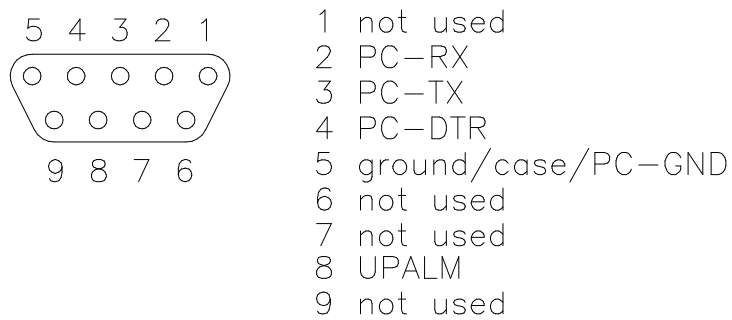 5 4 3 2 1
9 8 7 6
1 not used
2 PC-RX
3 PC-TX
4 PC-DTR
5 ground/case/PC-GND
6 not used
7 not used
8 UPALM
9 not used